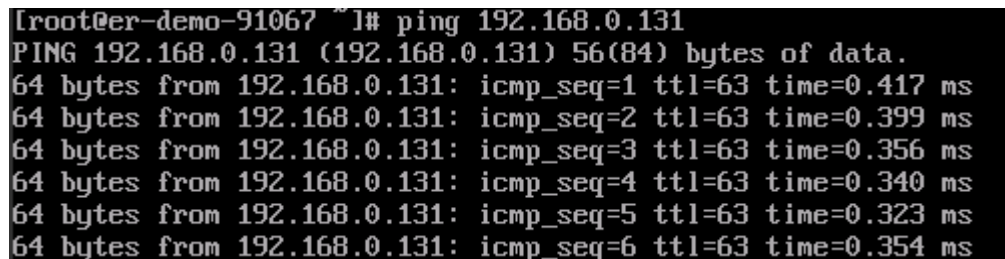 [root@er-demo-91067 ~]# ping 192.168.0.131
PING 192.168.0.131 (192.168.0.131) 56(84) bytes of data.
64 bytes from 192.168.0.131: icmp_seq=1 ttl=63 time=0.417 ms
64 bytes from 192.168.0.131: icmp_seq=2 ttl=63 time=0.399 ms
64 bytes from 192.168.0.131: icmp_seq=3 ttl=63 time=0.356 ms
64 bytes from 192.168.0.131: icmp_seq=4 ttl=63 time=0.340 ms
64 bytes from 192.168.0.131: icmp_seq=5 ttl=63 time=0.323 ms
64 bytes from 192.168.0.131: icmp_seq=6 ttl=63 time=0.354 ms